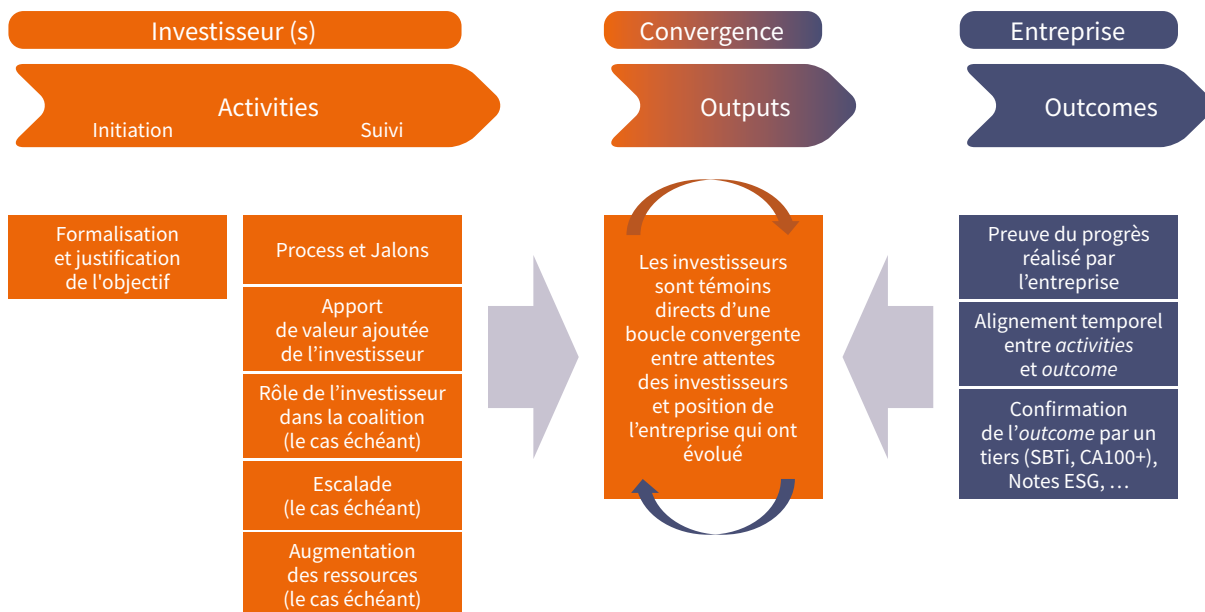 Investisseur (s)
Activities
Initiation
Suivi
Formalisation
et justification
de l'objectif
Process et Jalons
Apport
de valeur ajoutée
de l’investisseur
Rôle de l’investisseur
dans la coalition
(le cas échéant)
Escalade
(le cas échéant)
Augmentation
des ressources
(le cas échéant)
Convergence
Outputs
Les investisseurs
sont témoins
directs d’une
boucle convergente
entre attentes
des investisseurs
et position de
l’entreprise qui ont
évolué
Entreprise
Outcomes
Preuve du progrès
réalisé par
l’entreprise
Alignement temporel
entre activities
et outcome
Confirmation
de l’outcome par un
tiers (SBTi, CA100+),
Notes ESG, …